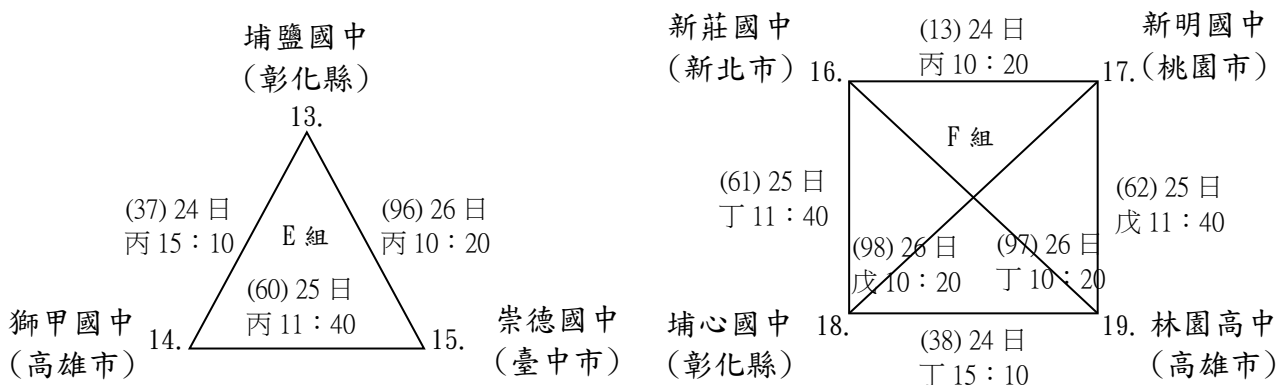 埔鹽國中
(彰化縣)
13.
(37) 24 日
丙 15：10
(96) 26 日
丙 10：20
E 組
(60) 25 日
丙 11：40
獅甲國中
(高雄市)
14.
15.
崇德國中
(臺中市)
新莊國中
(新北市)
16.
(13) 24 日
丙 10：20
新明國中
17. (桃園市)
F 組
(61) 25 日
丁 11：40
(62) 25 日
戊 11：40
(98) 26 日
戊 10：20
(97) 26 日
丁 10：20
埔心國中
(彰化縣)
18.
(38) 24 日
丁 15：10
19. 林園高中
(高雄市)